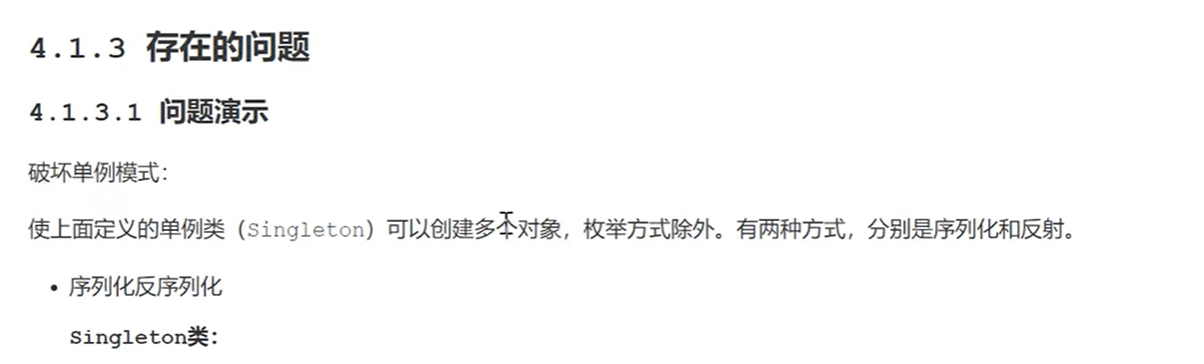 4.1.3 存在的问题
4.1.3.1 问题演示
破坏单例模式：
使上面定义的单例类（Singleton）可以创建多个对象，枚举方式除外。有两种方式，分别是序列化和反射。
• 序列化反序列化
Singleton类：